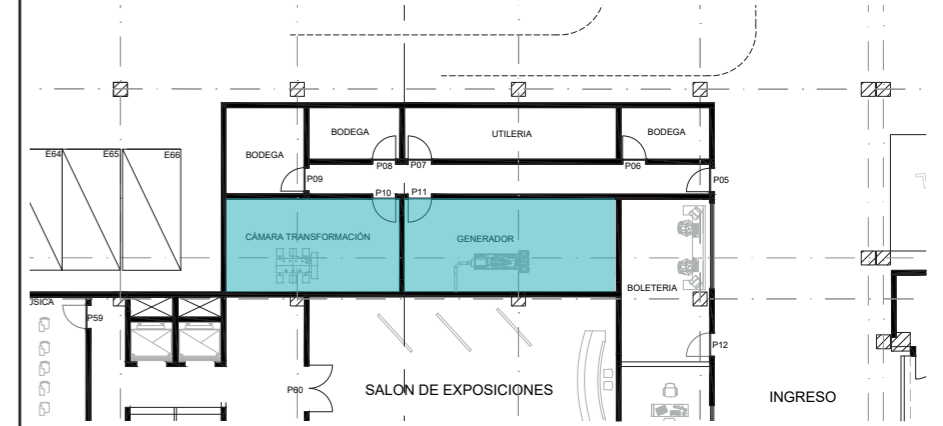 BODEGA
UTILERIA
BODEGA
E64
E65
E66
BODEGA
P08
P07
P06
P09
P05
P10
P11
CÁMARA TRANSFORMACIÓN
GENERADOR
BOLETERIA
P59
P12
P60
SALON DE EXPOSICIONES
INGRESO